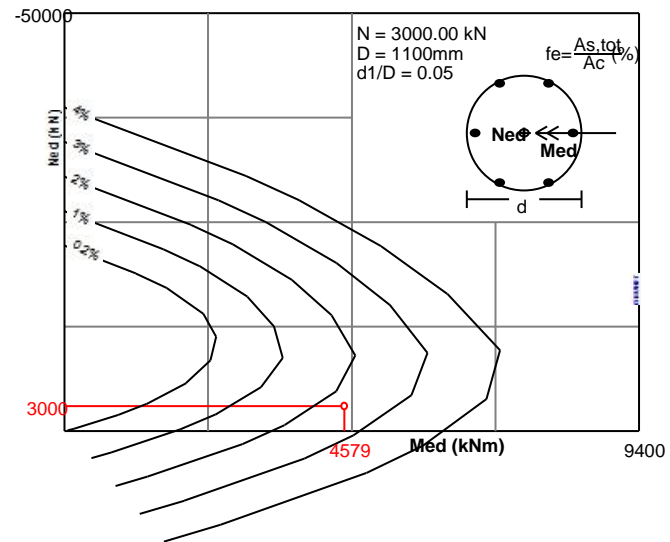 -50000
N = 3000.00 kN
D = 1100mm
d1/D = 0.05
fe=As,tot/Ac(%)
Ned (kN)
4%
3%
2%
1%
0.2%
Ned
Med
d
3000
4579
Med (kNm)
9400